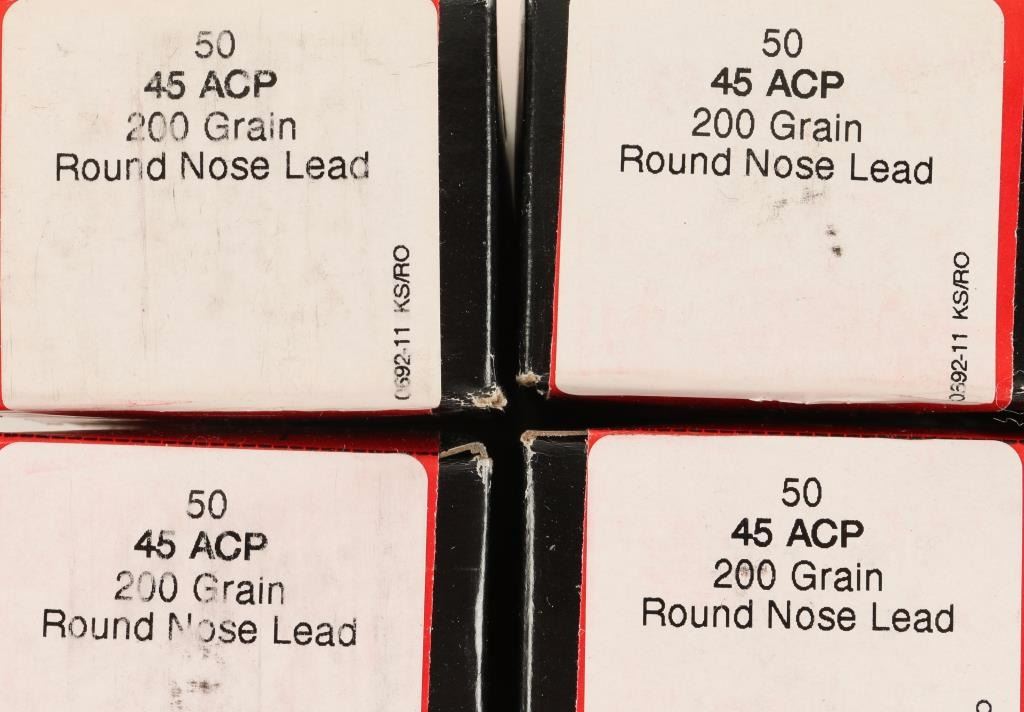 50
45 ACP
200 Grain
Round Nose Lead
0692-11 KS/RO
50
45 ACP
200 Grain
Round Nose Lead
0692-11 KS/RO
50
45 ACP
200 Grain
Round Nose Lead
50
45 ACP
200 Grain
Round Nose Lead